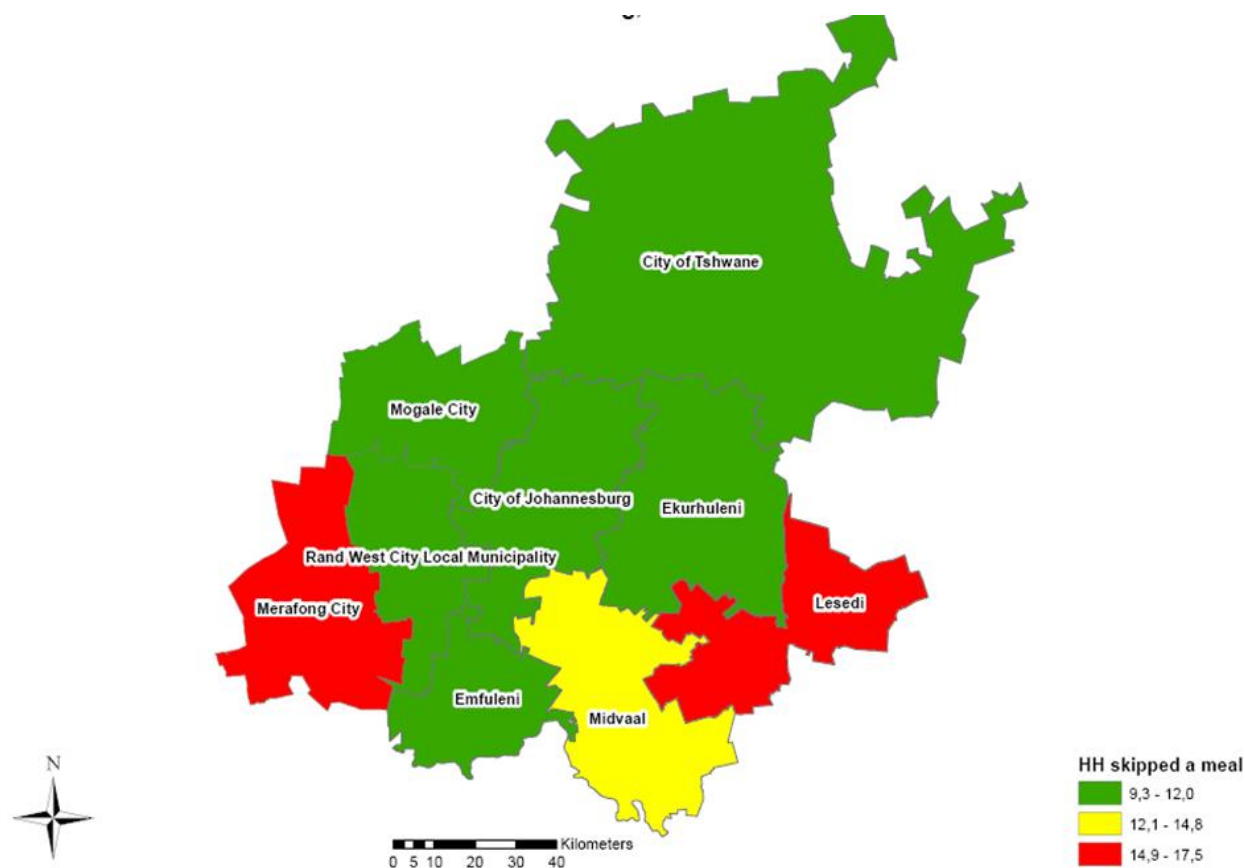 City of Tshwane
Mogale City
City of Johannesburg
Ekurhuleni
Rand West City Local Municipality
Merafong City
Lesedi
Emfuleni
Midvaal
N
Kilometers
0 5 10 20 30 40
HH skipped a meal
9,3 - 12,0
12,1 - 14,8
14,9 - 17,5